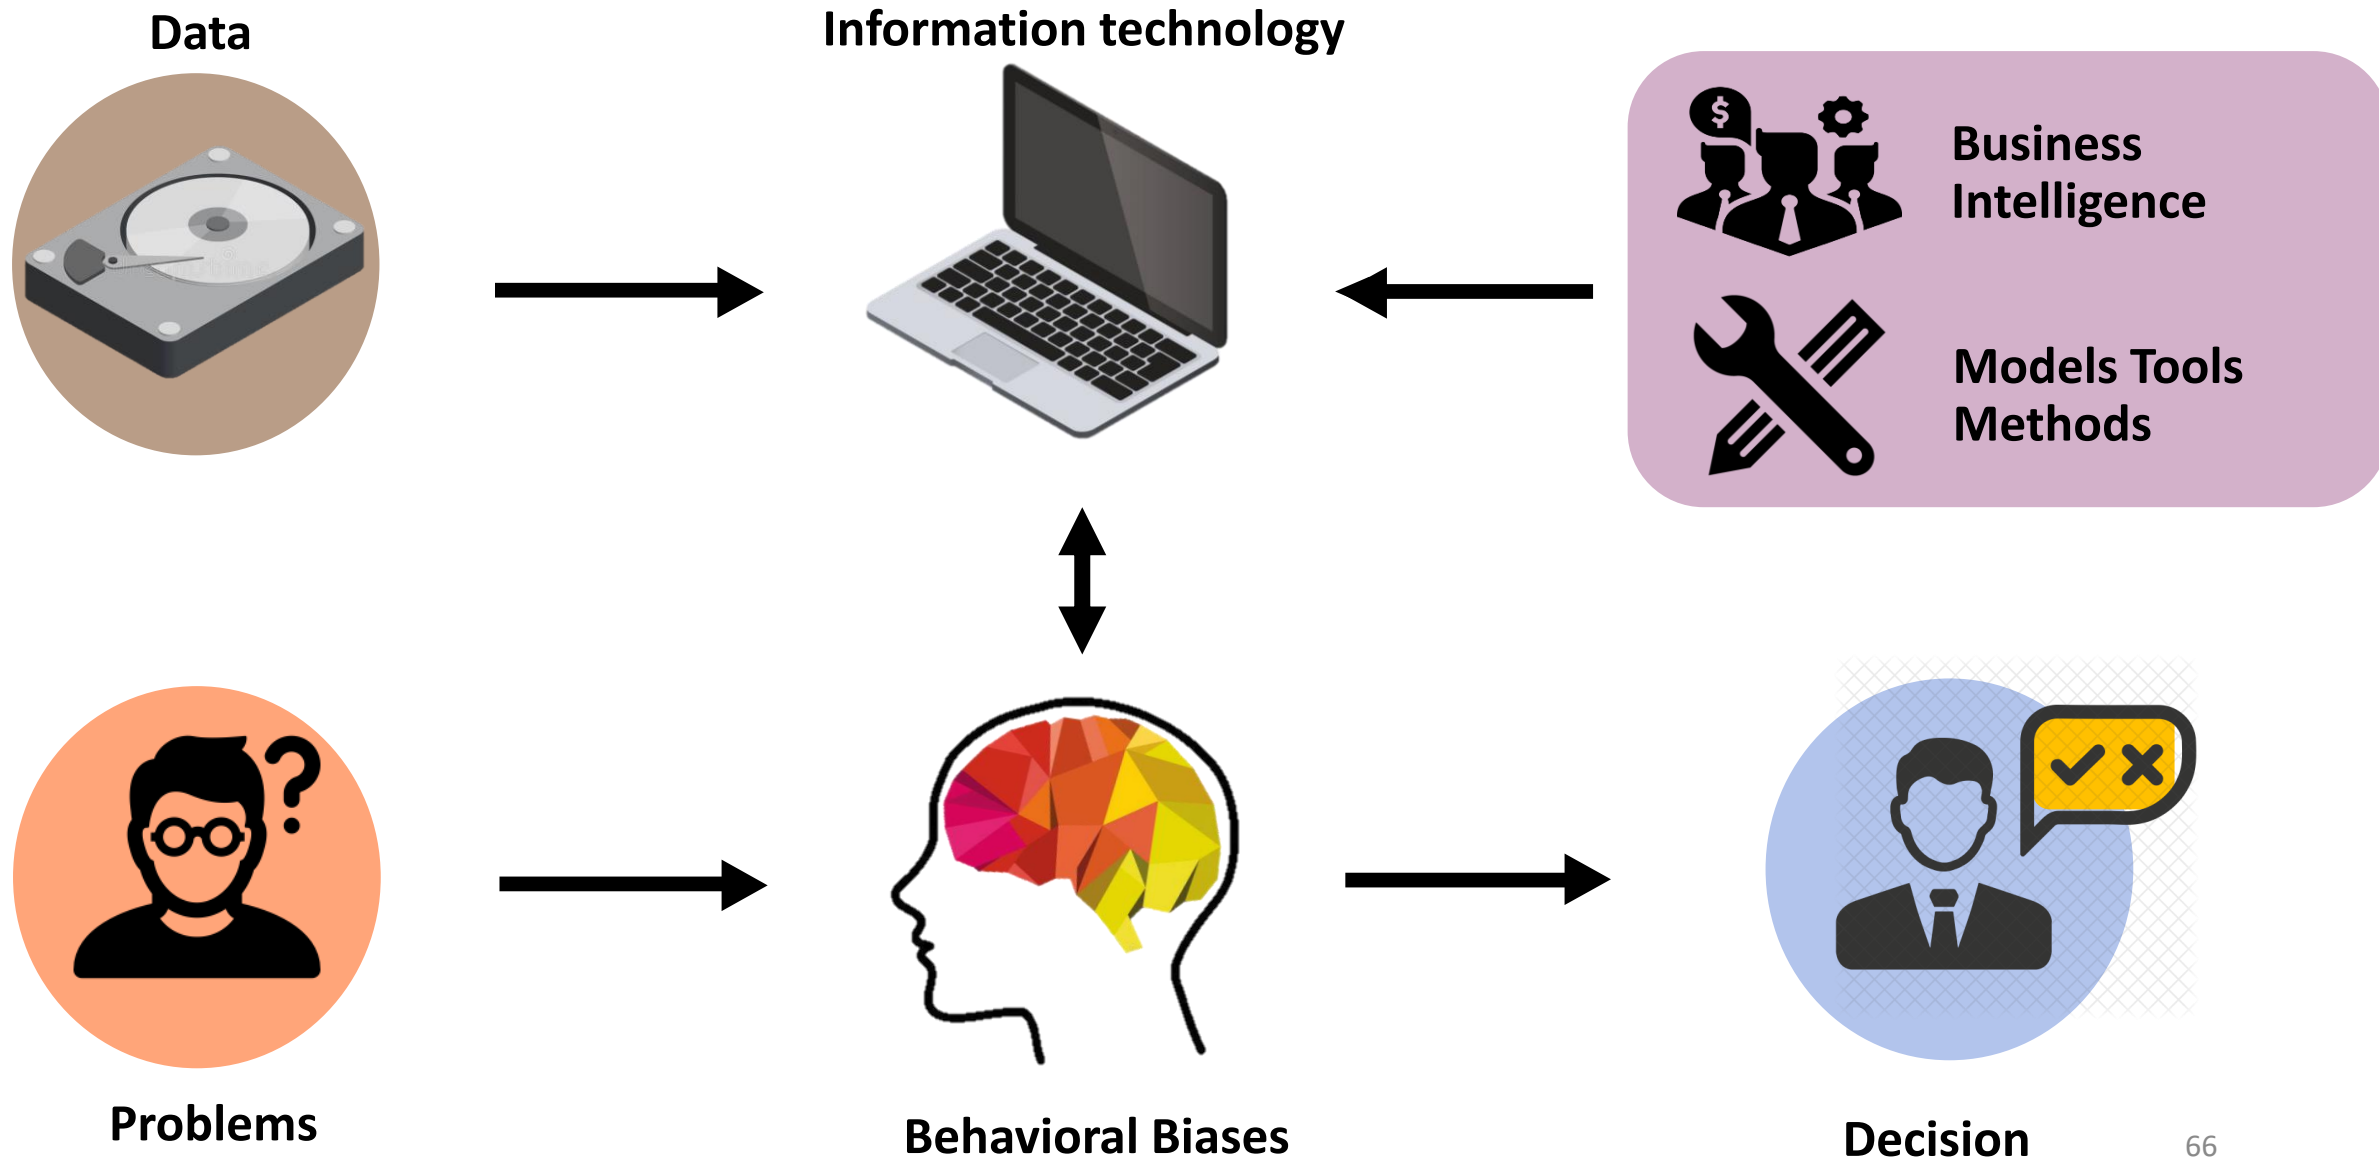 Data
Information technology
$
Business
Intelligence
Models Tools
Methods
?
Problems
Behavioral Biases
Decision
66